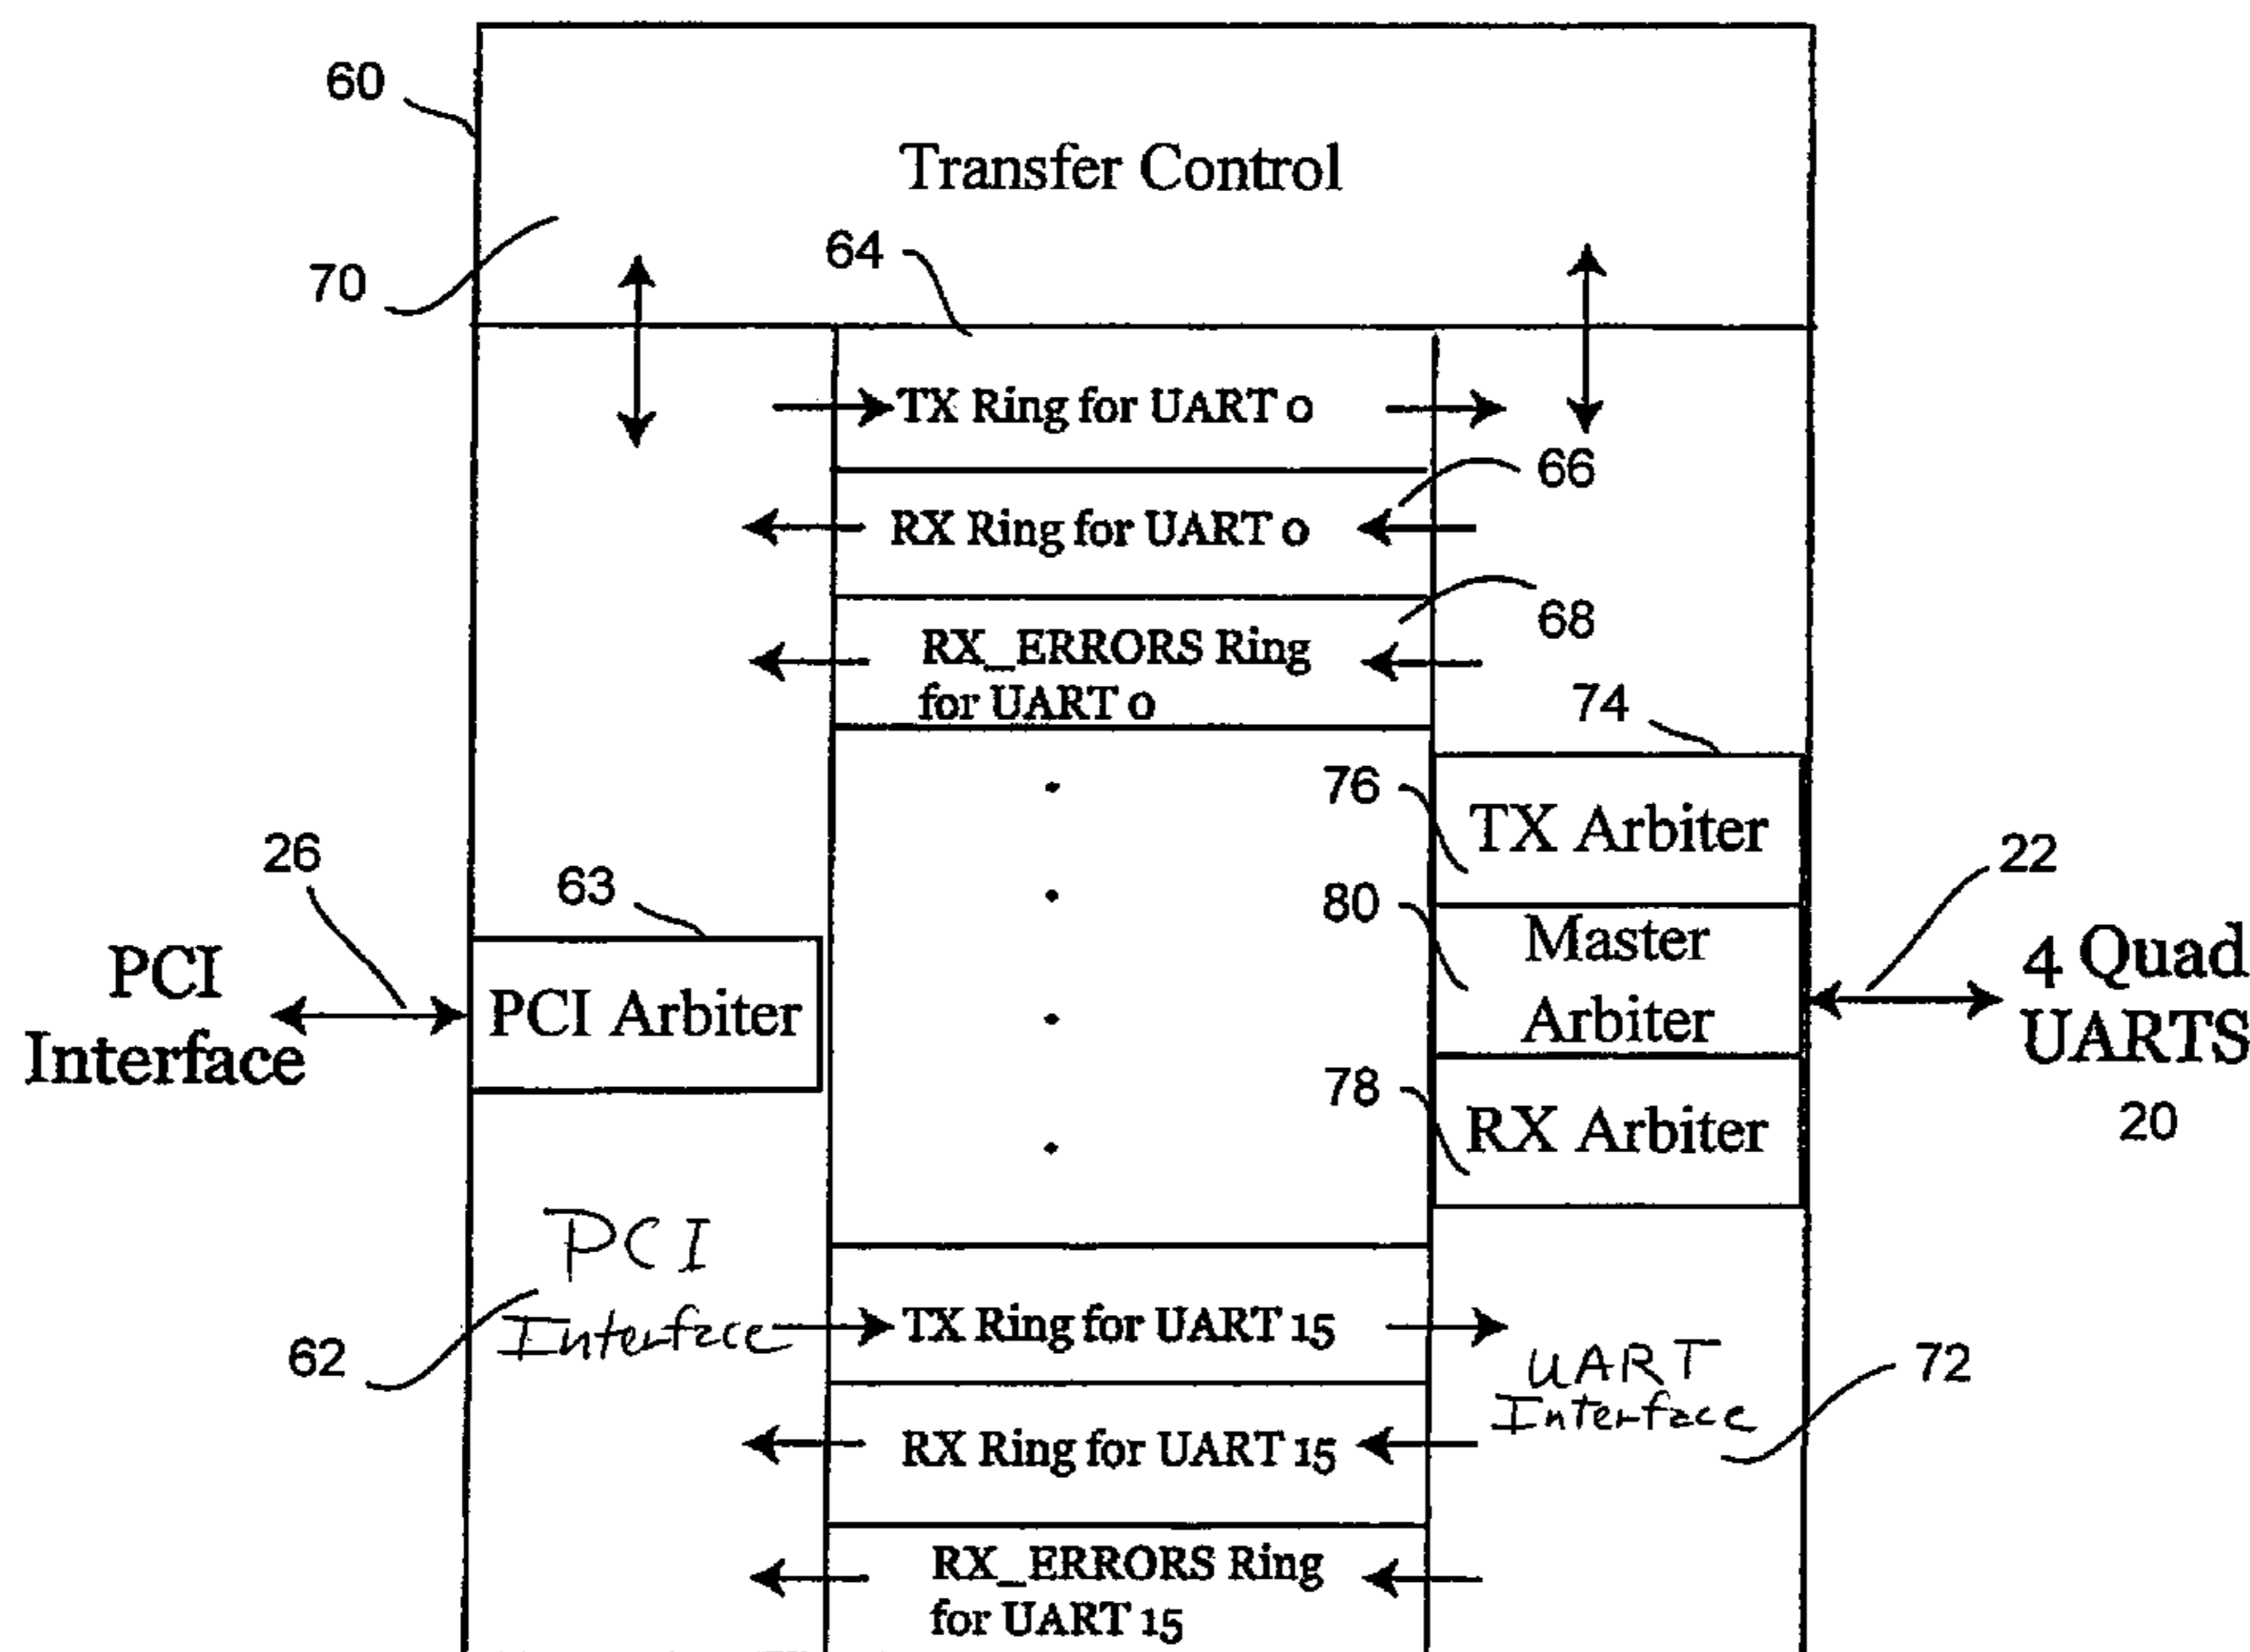 60
Transfer Control
70
64
TX Ring for UART 0
66
RX Ring for UART 0
68
RX_ERRORS Ring
for UART 0
74
76
TX Arbiter
26
63
80
Master
Arbiter
22
PCI
Interface
PCI Arbiter
4 Quad
UARTS
20
78
RX Arbiter
PCI
Interface
62
TX Ring for UART 15
UART
Interface
72
RX Ring for UART 15
RX_ERRORS Ring
for UART 15